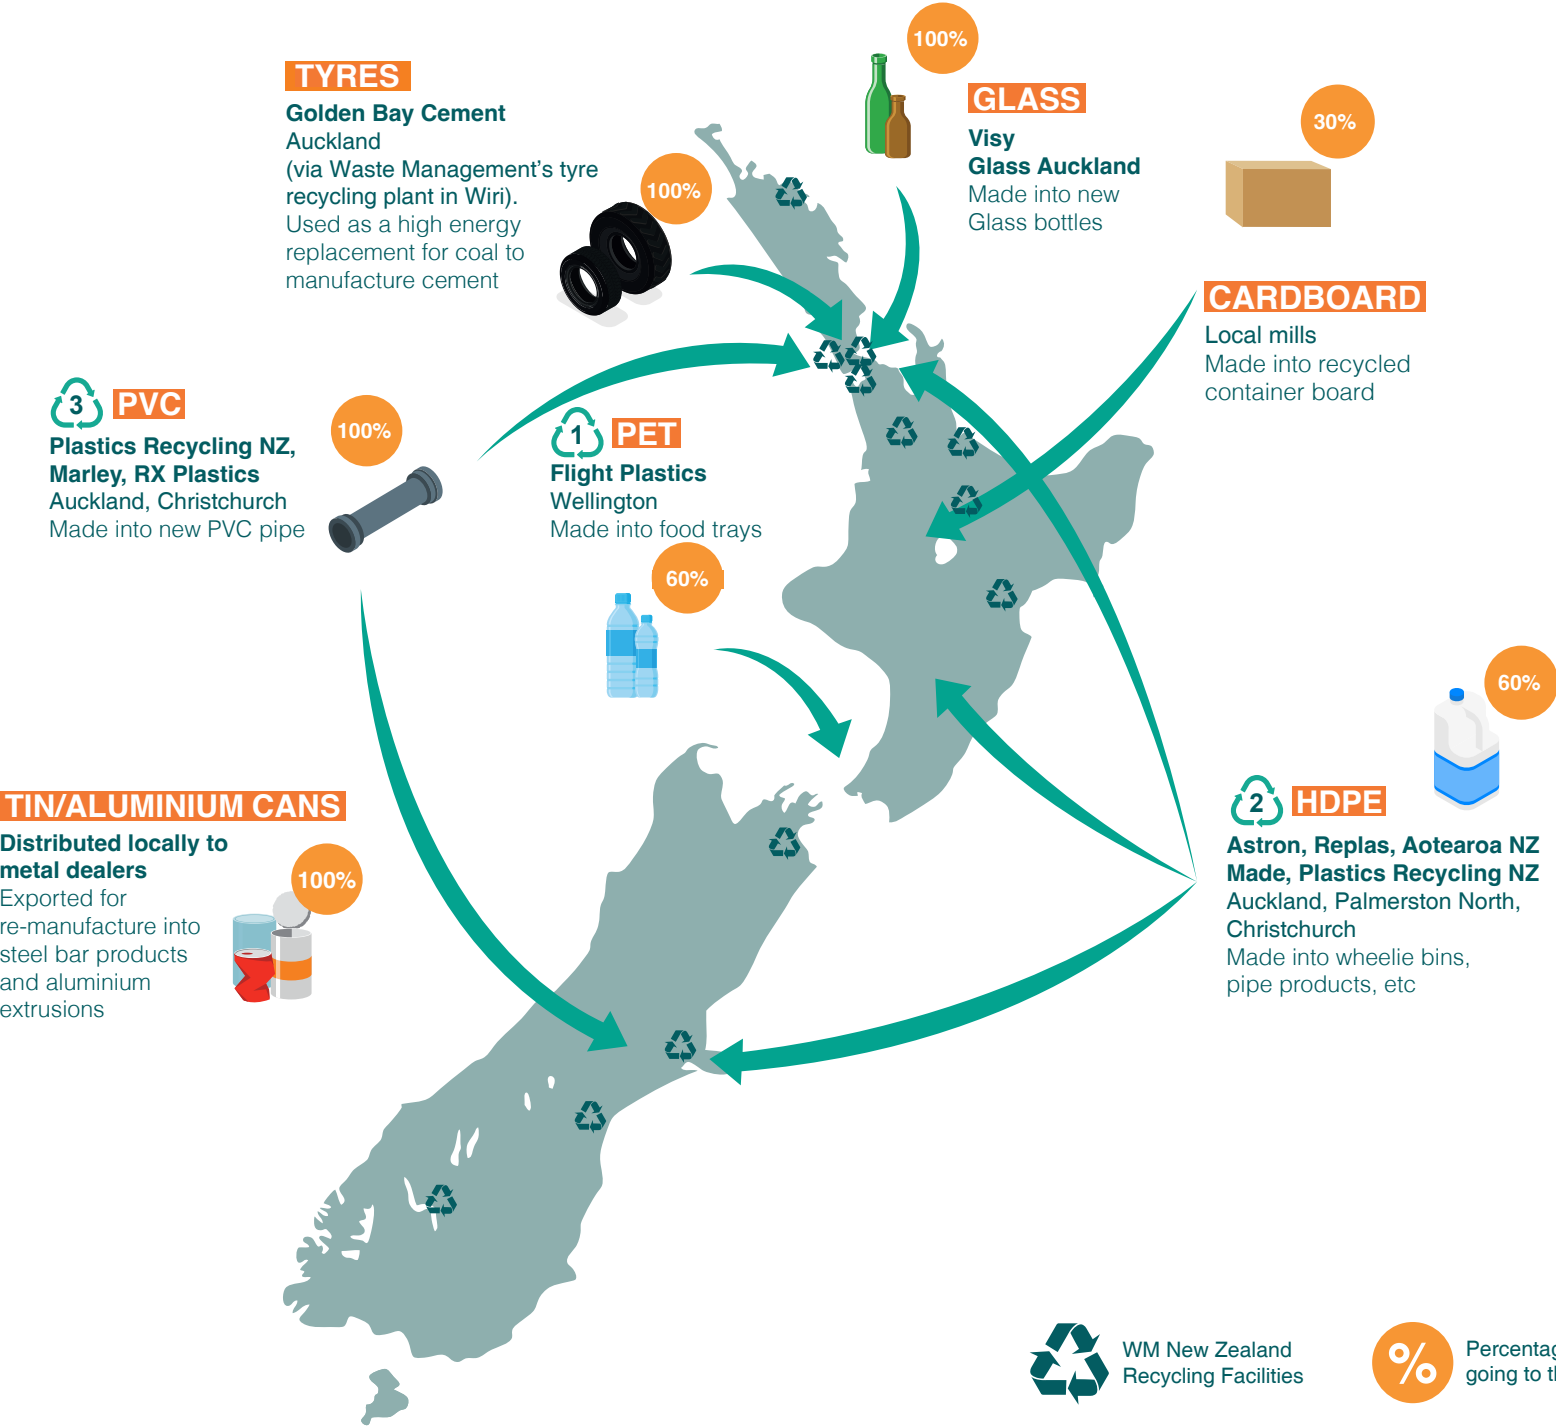 TYRES
Golden Bay Cement
Auckland
(via Waste Management’s tyre
recycling plant in Wiri).
Used as a high energy
replacement for coal to
manufacture cement
100%
100%
GLASS
Visy
Glass Auckland
Made into new
Glass bottles
30%
CARDBOARD
Local mills
Made into recycled
container board
3
PVC
Plastics Recycling NZ,
Marley, RX Plastics
Auckland, Christchurch
Made into new PVC pipe
100%
1
PET
Flight Plastics
Wellington
Made into food trays
60%
TIN/ALUMINIUM CANS
Distributed locally to
metal dealers
Exported for
re-manufacture into
steel bar products
and aluminium
extrusions
100%
60%
2
HDPE
Astron, Replas, Aotearoa NZ
Made, Plastics Recycling NZ
Auckland, Palmerston North,
Christchurch
Made into wheelie bins,
pipe products, etc
WM New Zealand
Recycling Facilities
%
going to